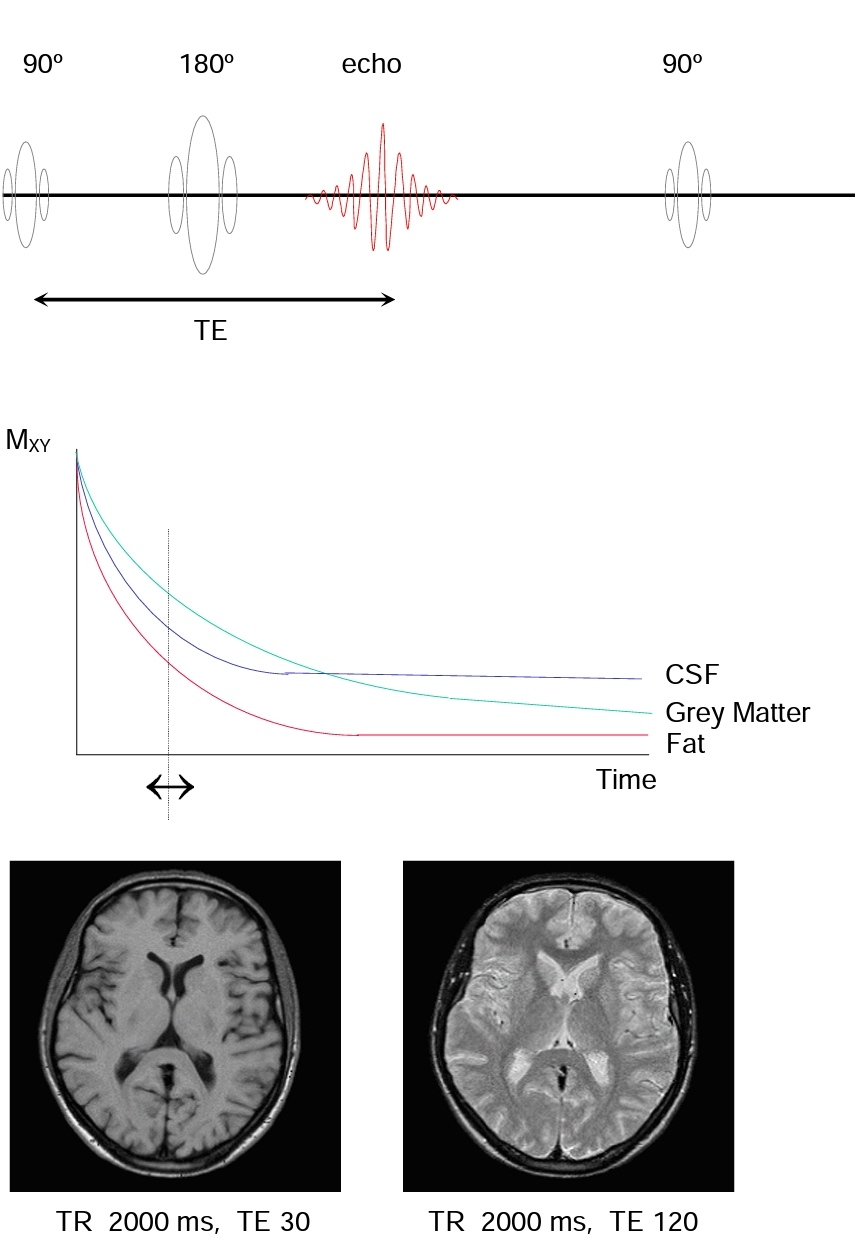 90º 180º echo 90º
TE
MXY
CSF
Grey Matter
Fat
Time
TR 2000 ms, TE 30
TR 2000 ms, TE 120